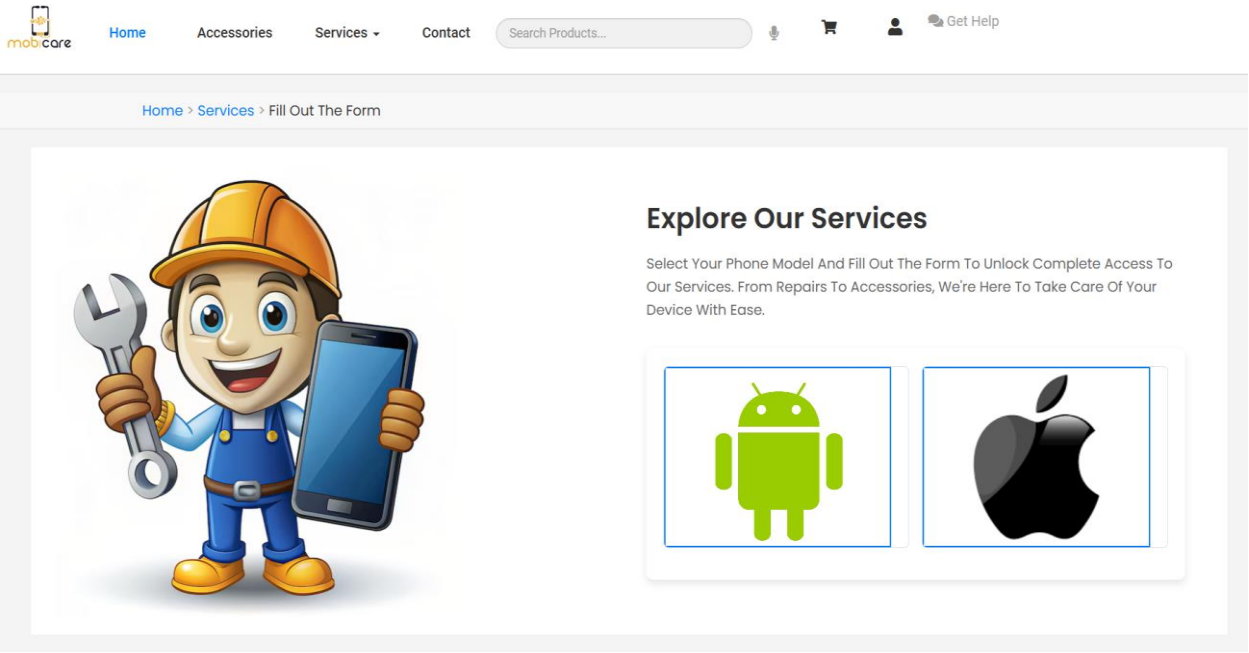 mobicare
Home Accessories Services Contact Search Products... Get Help
Home > Services > Fill Out The Form
Explore Our Services
Select Your Phone Model And Fill Out The Form To Unlock Complete Access To
Our Services. From Repairs To Accessories, We're Here To Take Care Of Your
Device With Ease.